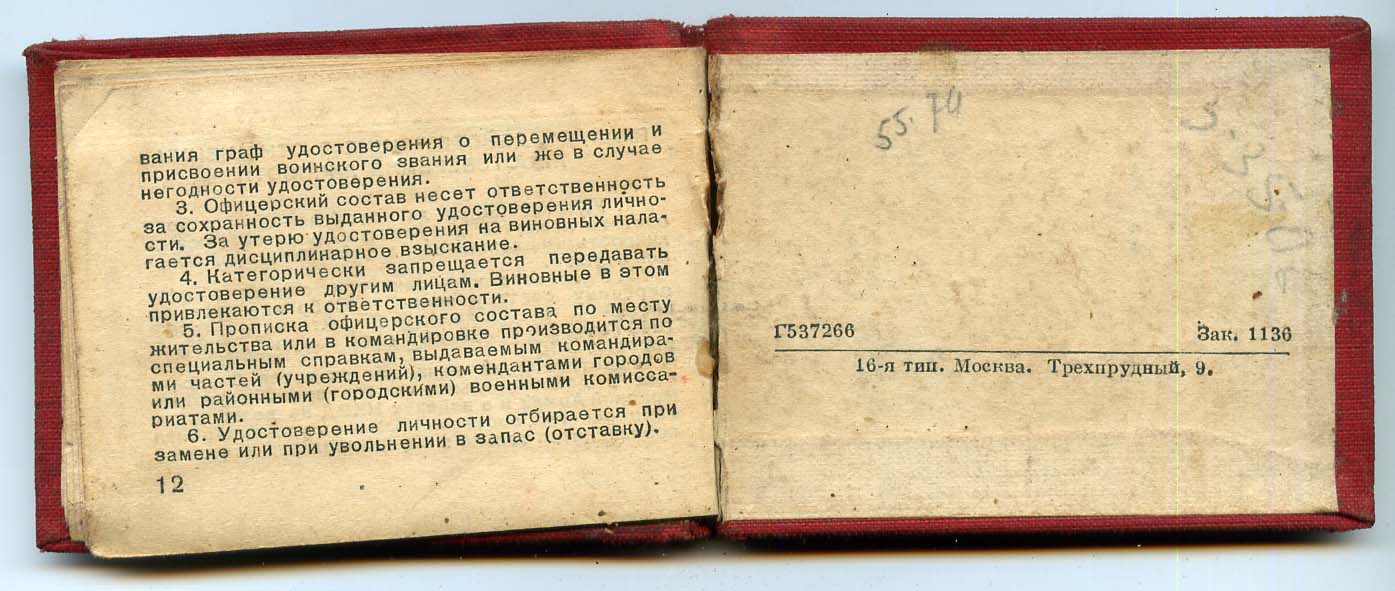 вания граф удостоверения о перемещении и
присвоении воинского звания или же в случае
негодности удостоверения.
3. Офицерский состав несет ответственность
за сохранность выданного удостоверения лично-
сти. За утерю удостоверения на виновных нала-
гается дисциплинарное взыскание.
4. Категорически запрещается передавать
удостоверение другим лицам. Виновные в этом
привлекаются к ответственности.
5. Прописка офицерского состава по месту
жительства или в командировке производится по
специальным справкам, выдаваемым командира-
ми частей (учреждений), комендантами городов
или районными (городскими) военными комисса-
риатами.
6. Удостоверение личности отбирается при
замене или при увольнении в запас (отставку).
12
55.70
Г537266 Зак. 1136
16-я тип. Москва. Трехпрудный, 9.